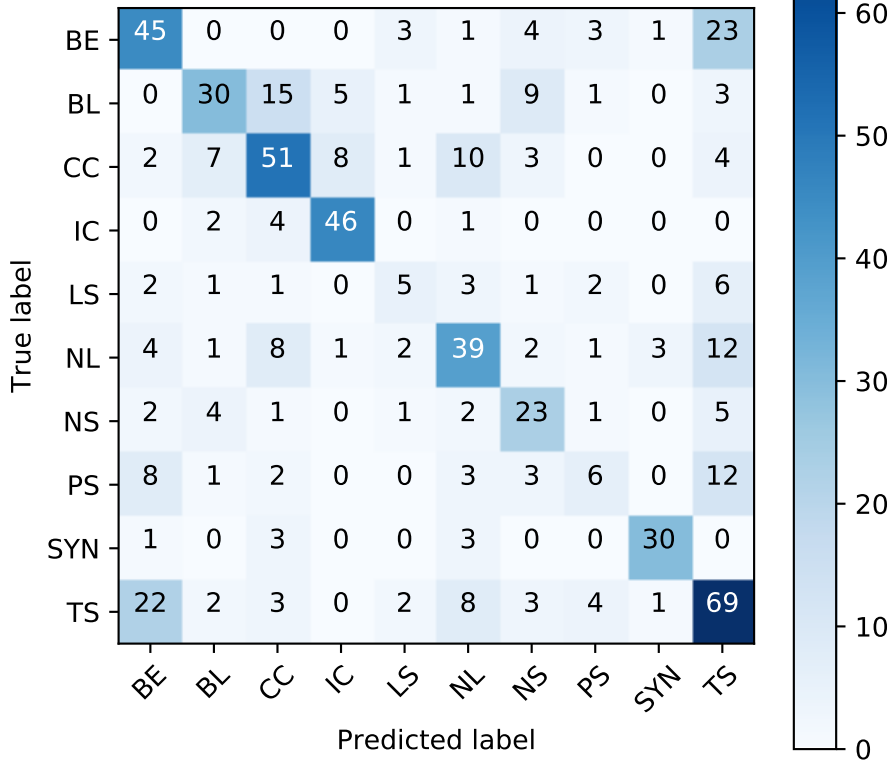 True label
BE 45 0 0 0 3 1 4 3 1 23
BL 0 30 15 5 1 1 9 1 0 3
CC 2 7 51 8 1 10 3 0 0 4
IC 0 2 4 46 0 1 0 0 0 0
LS 2 1 1 0 5 3 1 2 0 6
NL 4 1 8 1 2 39 2 1 3 12
NS 2 4 1 0 1 2 23 1 0 5
PS 8 1 2 0 0 3 3 6 0 12
SYN 1 0 3 0 0 3 0 0 30 0
TS 22 2 3 0 2 8 3 4 1 69
BE BL CC IC LS NL NS PS SYN TS
Predicted label
60
50
40
30
20
10
0